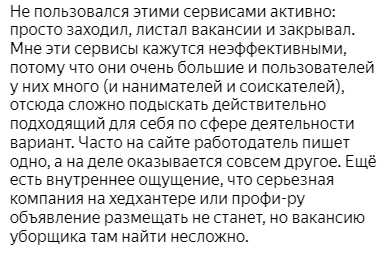 Не пользовался этими сервисами активно:
просто заходил, листал вакансии и закрывал.
Мне эти сервисы кажутся неэффективными,
потому что они очень большие и пользователей
у них много (и нанимателей и соискателей),
отсюда сложно подыскать действительно
подходящий для себя по сфере деятельности
вариант. Часто на сайте работодатель пишет
одно, а на деле оказывается совсем другое. Ещё
есть внутреннее ощущение, что серьезная
компания на хедхантере или профи-ру
объявление размещать не станет, но вакансию
уборщика там найти несложно.